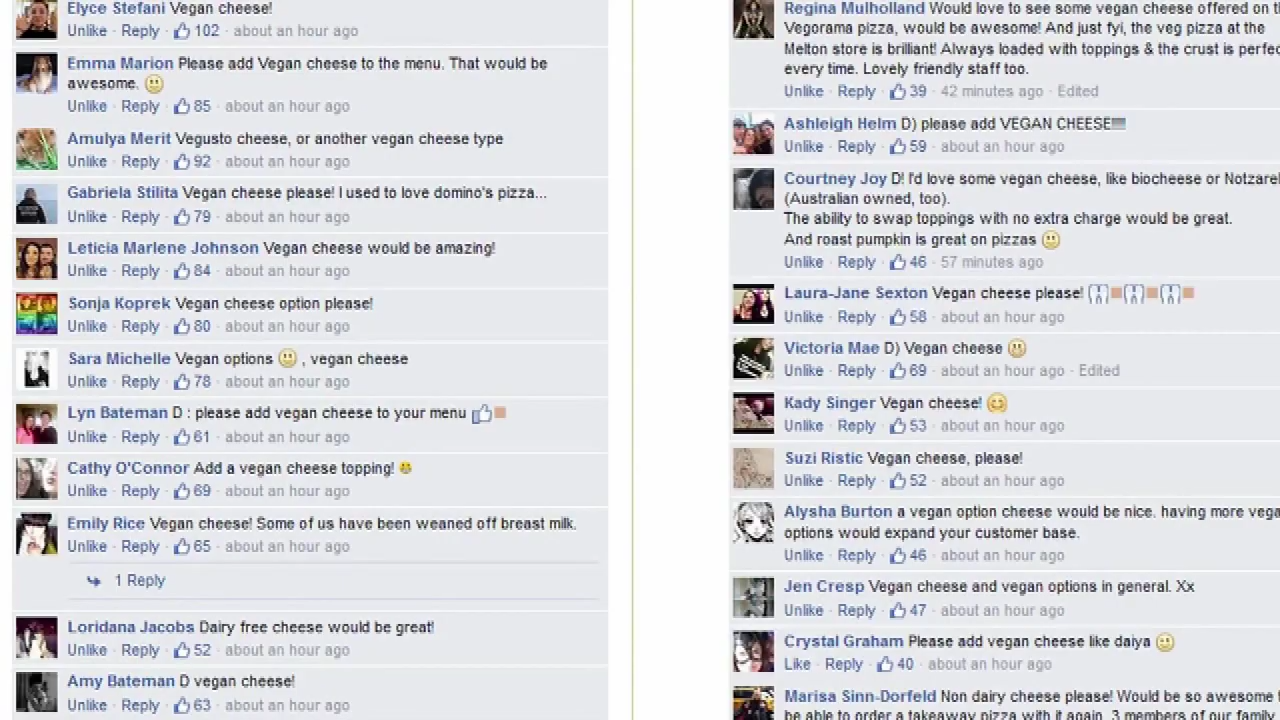 Elyce Stefani Vegan cheese!
Unlike · Reply · 102 · about an hour ago
Emma Marion Please add Vegan cheese to the menu. That would be
awesome.
Unlike · Reply · 85 · about an hour ago
Amulya Merit Vegusto cheese, or another vegan cheese type
Unlike · Reply · 92 · about an hour ago
Gabriela Stilita Vegan cheese please! I used to love domino's pizza...
Unlike · Reply · 79 · about an hour ago
Leticia Marlene Johnson Vegan cheese would be amazing!
Unlike · Reply · 84 · about an hour ago
Sonja Koprek Vegan cheese option please!
Unlike · Reply · 80 · about an hour ago
Sara Michelle Vegan options 🙂 , vegan cheese
Unlike · Reply · 78 · about an hour ago
Lyn Bateman D : please add vegan cheese to your menu
Unlike · Reply · 61 · about an hour ago
Cathy O'Connor Add a vegan cheese topping!
Unlike · Reply · 69 · about an hour ago
Emily Rice Vegan cheese! Some of us have been weaned off breast milk.
Unlike · Reply · 65 · about an hour ago
1 Reply
Loridana Jacobs Dairy free cheese would be great!
Unlike · Reply · 52 · about an hour ago
Amy Bateman D vegan cheese!
Unlike · Reply · 63 · about an hour ago
Regina Mulholland Would love to see some vegan cheese offered on
Vegorama pizza, would be awesome! And just fyi, the veg pizza at the
Melton store is brilliant! Always loaded with toppings & the crust is
every time. Lovely friendly staff too.
Unlike · Reply · 39 · 42 minutes ago · Edited
Ashleigh Helm D) please add VEGAN CHEESE!!!!
Unlike · Reply · 59 · about an hour ago
Courtney Joy D! I'd love some vegan cheese, like biocheese or
(Australian owned, too).
The ability to swap toppings with no extra charge would be great.
And roast pumpkin is great on pizzas
Unlike · Reply · 46 · 57 minutes ago
Laura-Jane Sexton Vegan cheese please!
Unlike · Reply · 58 · about an hour ago
Victoria Mae D) Vegan cheese
Unlike · Reply · 69 · about an hour ago · Edited
Kady Singer Vegan cheese!
Unlike · Reply · 53 · about an hour ago
Suzi Ristic Vegan cheese, please!
Unlike · Reply · 52 · about an hour ago
Alysha Burton a vegan option cheese would be nice. having more
options would expand your customer base.
Unlike · Reply · 46 · about an hour ago
Jen Cresp Vegan cheese and vegan options in general. Xx
Unlike · Reply · 47 · about an hour ago
Crystal Graham Please add vegan cheese like daiya
Like · Reply · 40 · about an hour ago
Marisa Sinn-Dorfeld Non dairy cheese please! Would be so awesome
be able to order a takeaway pizza with it again. 3 members of our family